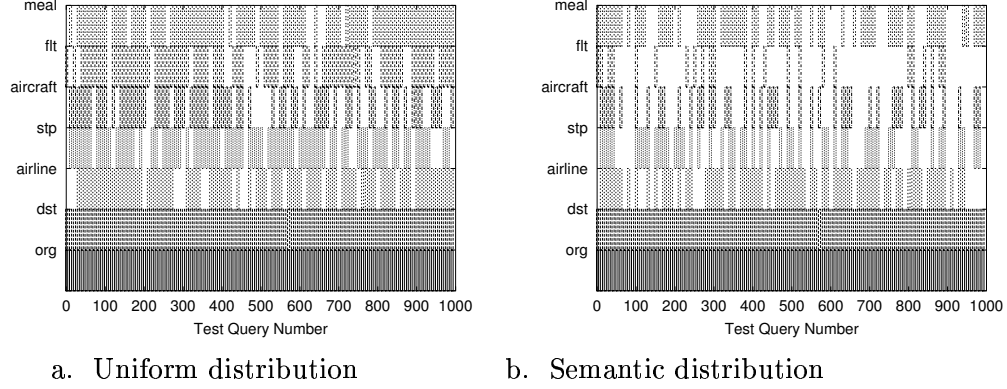 meal
flt
aircraft
stp
airline
dst
org
0 100 200 300 400 500 600 700 800 900 1000
Test Query Number
a. Uniform distribution
meal
flt
aircraft
stp
airline
dst
org
0 100 200 300 400 500 600 700 800 900 1000
Test Query Number
b. Semantic distribution